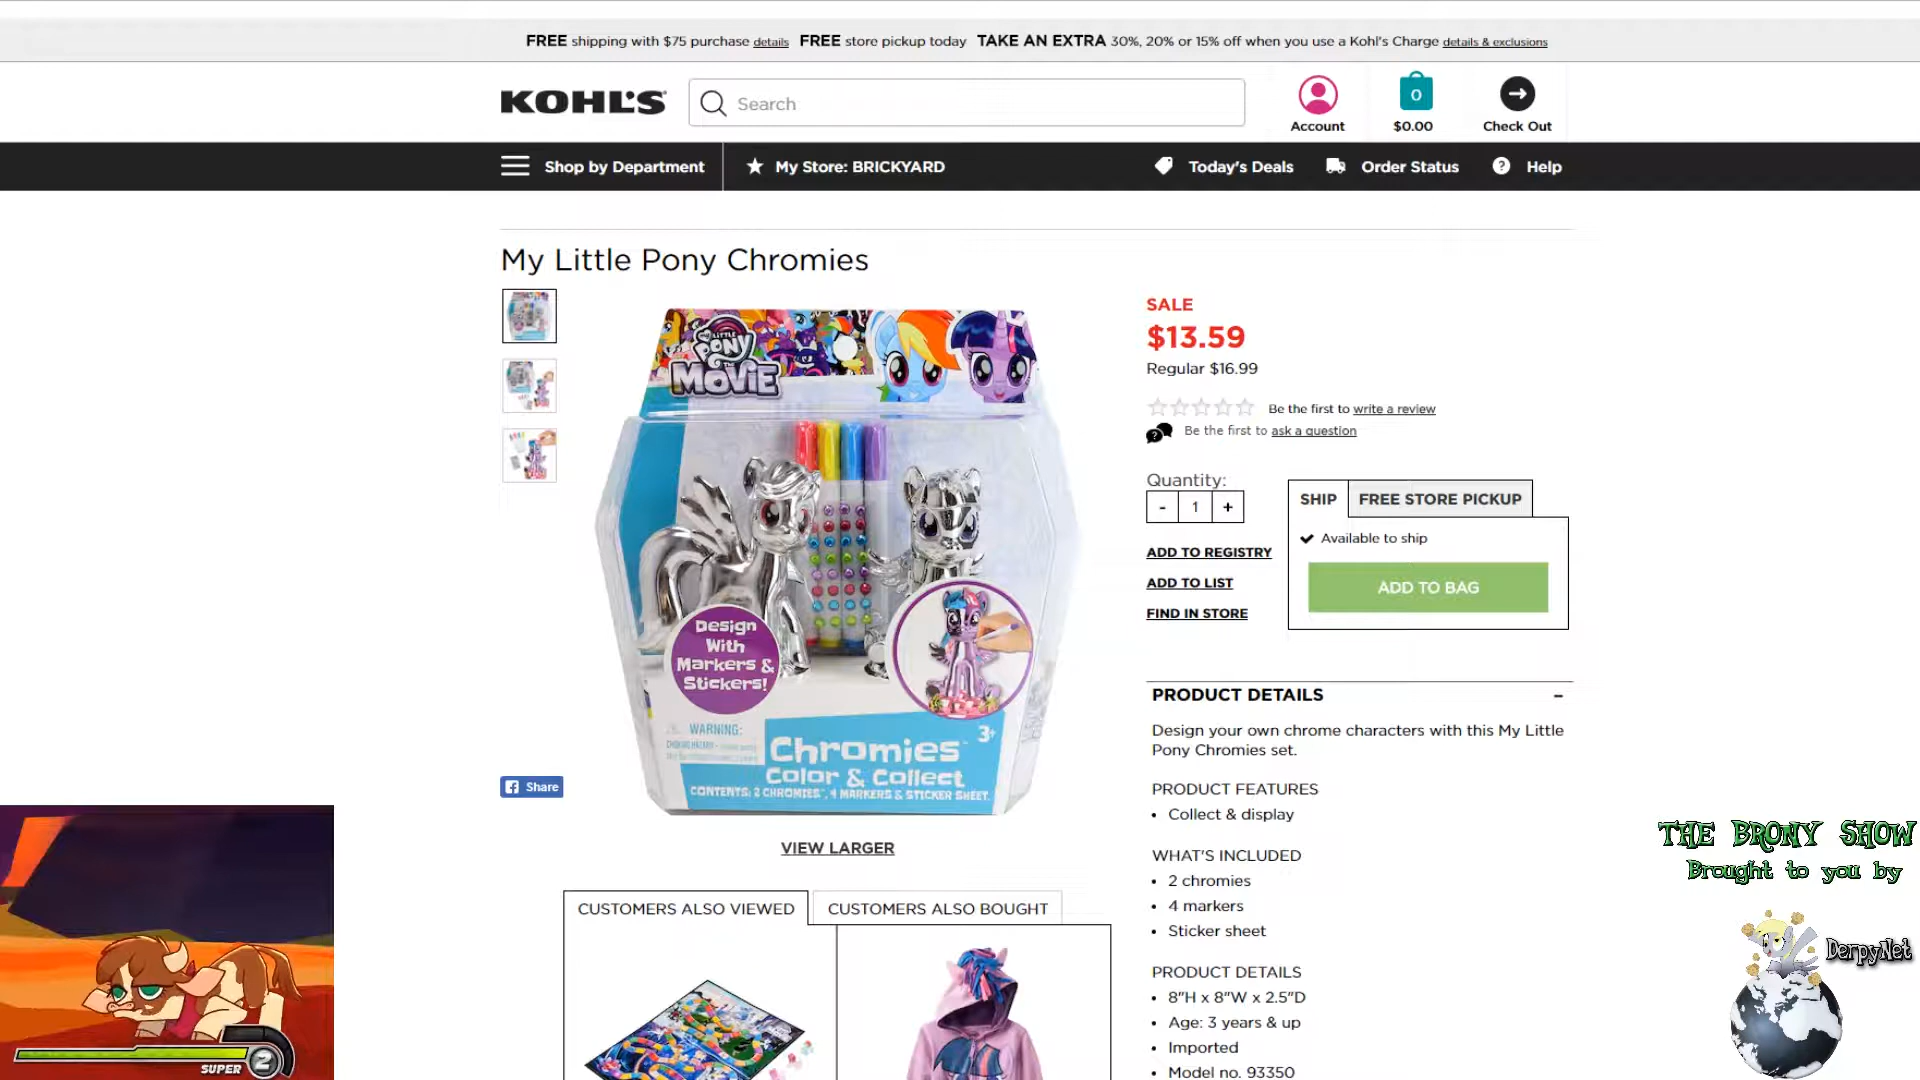 FREE shipping with $75 purchase details FREE store pickup today TAKE AN EXTRA 30%, 20% or 15% off when you use a Kohl's Charge details & exclusions
KOHL'S
Search
0
Account
$0.00
Check Out
Shop by Department
My Store: BRICKYARD
Today's Deals
Order Status
Help
My Little Pony Chromies
MY LITTLE
PONY
THE
MOVIE
Design
With
Markers &
Stickers!
WARNING:
CHOKING HAZARD
3+
Chromies
Color & Collect
CONTENTS: 2 CHROMIES, 4 MARKERS & STICKER SHEET.
SALE
$13.59
Regular $16.99
Be the first to write a review
Be the first to ask a question
Quantity:
- 1 +
SHIP
FREE STORE PICKUP
Available to ship
ADD TO BAG
ADD TO REGISTRY
ADD TO LIST
FIND IN STORE
PRODUCT DETAILS -
Design your own chrome characters with this My Little
Pony Chromies set.
PRODUCT FEATURES
• Collect & display
WHAT'S INCLUDED
• 2 chromies
• 4 markers
• Sticker sheet
PRODUCT DETAILS
• 8"H x 8"W x 2.5"D
• Age: 3 years & up
• Imported
• Model no. 93350
Share
VIEW LARGER
CUSTOMERS ALSO VIEWED
CUSTOMERS ALSO BOUGHT
SUPER 2
THE BRONY SHOW
Brought to you by
DerpyNet